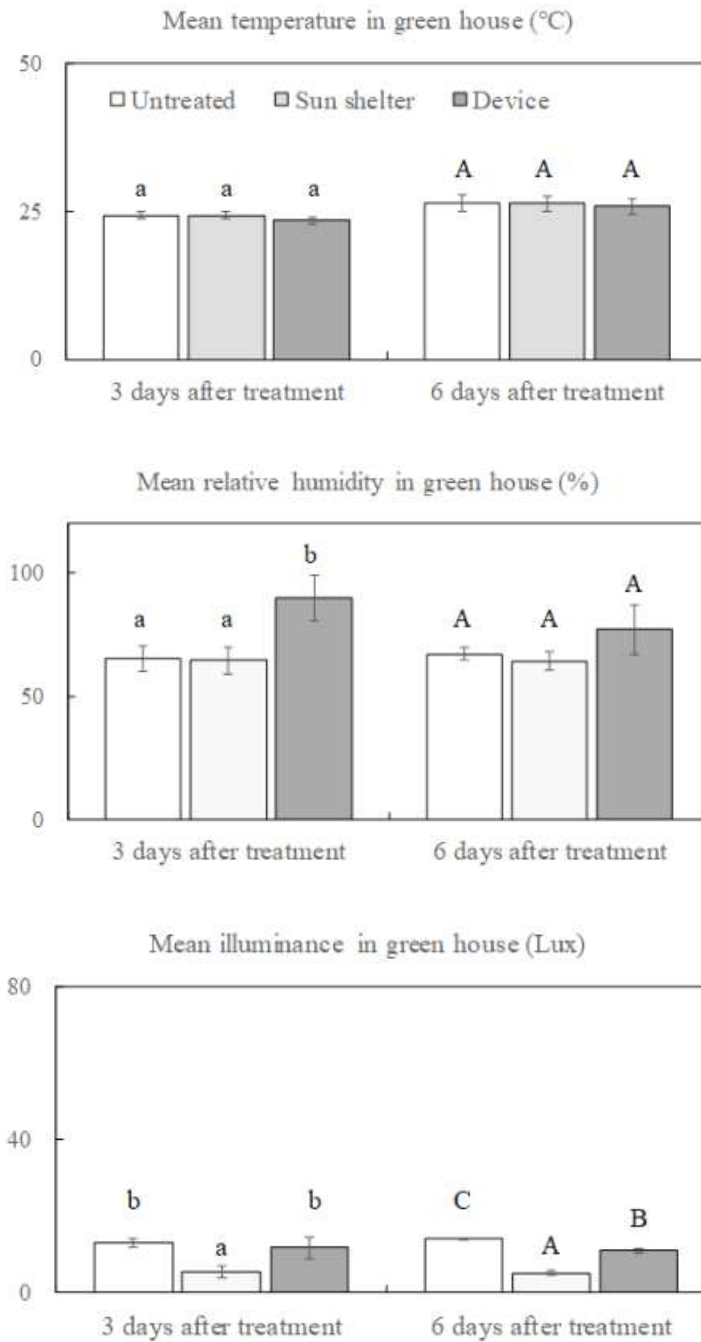 Mean temperature in green house (℃)
50
Untreated Sun shelter Device
A A A
a a a
25
0
3 days after treatment 6 days after treatment
Mean relative humidity in green house (%)
b
100
A
a a A A
50
0
3 days after treatment 6 days after treatment
Mean illuminance in green house (Lux)
80
40
b b C
B
a A
0
3 days after treatment 6 days after treatment